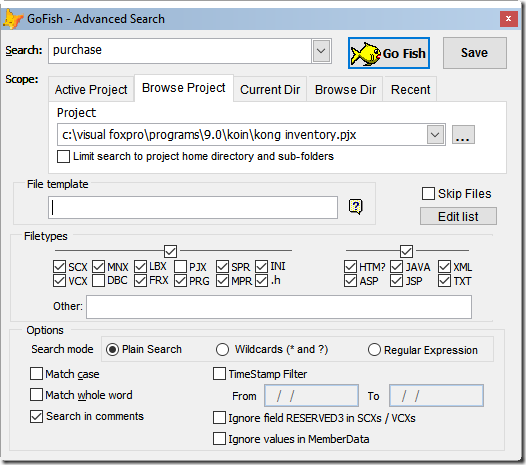 GoFish - Advanced Search
Search: purchase Go Fish Save
Scope: Active Project Browse Project Current Dir Browse Dir Recent
Project
c:\visual foxpro\programs\9.0\koin\kong inventory.pjx ...
Limit search to project home directory and sub-folders
File template Skip Files
? Edit list
Filetypes
SCX MNX LBX PJX SPR INI HTM? JAVA XML
VCX DBC FRX PRG MPR .h ASP JSP TXT
Other:
Options
Search mode Plain Search Wildcards (* and ?) Regular Expression
Match case TimeStamp Filter
Match whole word From / / To / /
Search in comments Ignore field RESERVED3 in SCXs / VCXs
Ignore values in MemberData